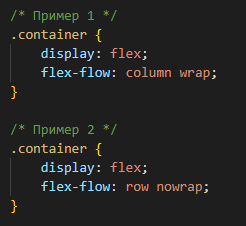 /* Пример 1 */
.container {
    display: flex;
    flex-flow: column wrap;
}

/* Пример 2 */
.container {
    display: flex;
    flex-flow: row nowrap;
}